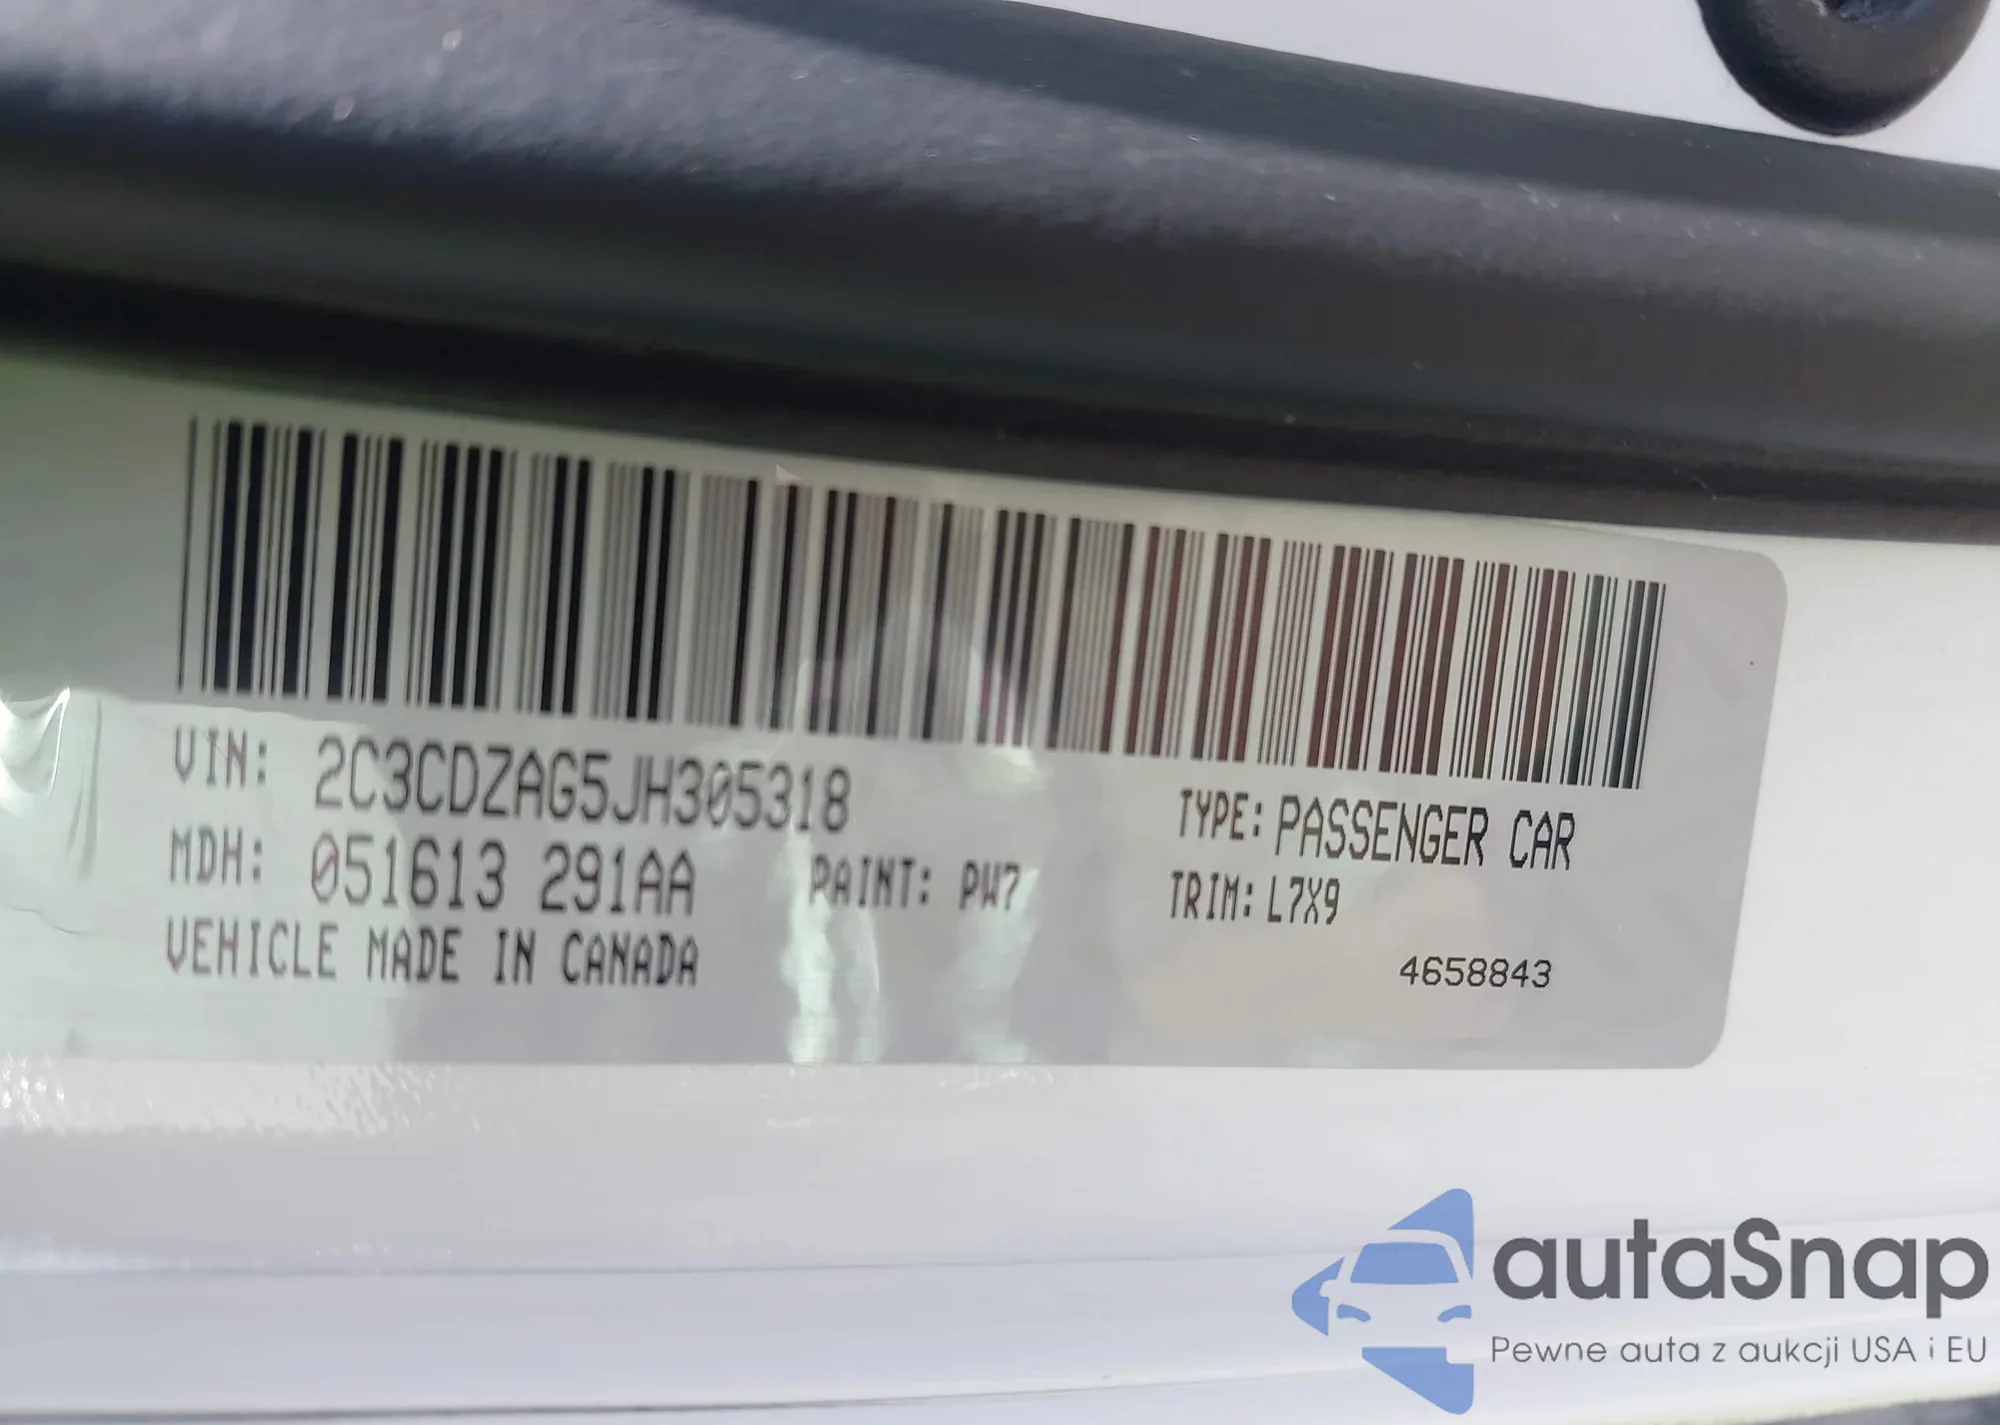 VIN: 2C3CDZAG5JH305318
TYPE: PASSENGER CAR
MDH: 051613 291AA PAINT: PW7
TRIM: L7X9
VEHICLE MADE IN CANADA
4658843
autaSnap
Pewne auta z aukcji USA i EU